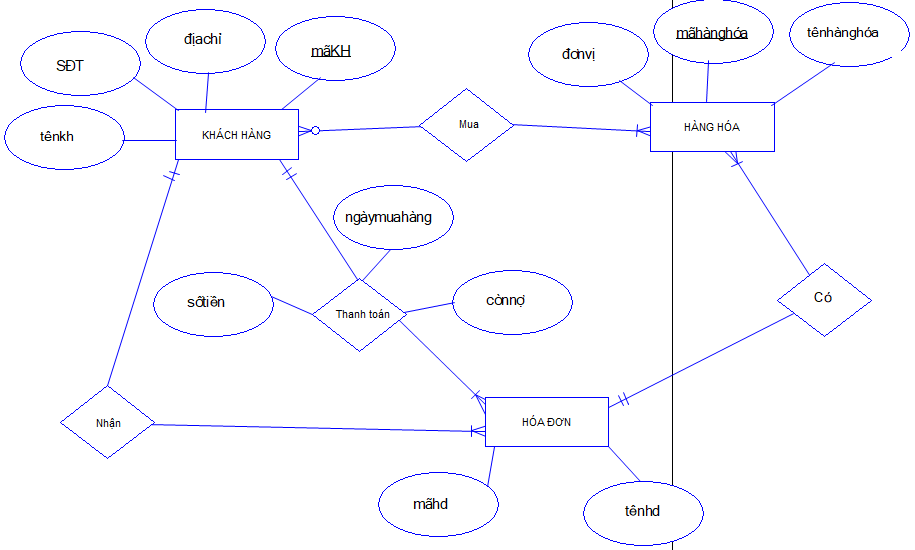 địachỉ
mãKH
SĐT
tênkh
KHÁCH HÀNG
Mua
đơnvị
mãhànghóa
tênhànghóa
HÀNG HÓA
ngàymuahàng
sốtiền
Thanh toán
cònnợ
Có
Nhận
HÓA ĐƠN
mãhd
tênhd